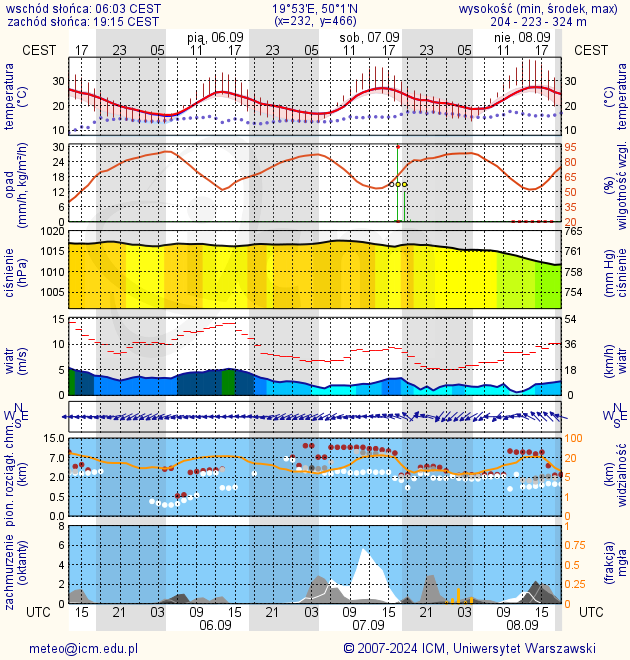 wschód słońca: 06:03 CEST 19°53'E, 50°1'N wysokość (min, środek, max)
zachód słońca: 19:15 CEST (x=232, y=466) 204 - 223 - 324 m
pią, 06.09 sob, 07.09 nie, 08.09
CEST 17 23 05 11 17 23 05 11 17 23 05 11 17 CEST
temperatura (°C)
30 20 10
30 20 10
temperatura (°C)
opad (mm/h, kg/m²/h)
30 24 18 12 6 0
95 80 65 50 35 20
(%) wilgotność wzgl.
ciśnienie (hPa)
1020 1015 1010 1005
765 761 758 754
(mm Hg) ciśnienie
wiatr (m/s)
15 10 5 0
54 36 18 0
(km/h) wiatr
N W E S
N W E S
pion. rozciągł. chm. (km)
15.0 7.0 2.0 0.5 0.0
100 20 5 1 0
(km) widzialność
zachmurzenie (oktanty)
8 6 4 2 0
1 0.75 0.5 0.25 0
(frakcja) mgła
UTC 15 21 03 09 15 21 03 09 15 21 03 09 15 UTC
06.09 07.09 08.09
meteo@icm.edu.pl © 2007-2024 ICM, Uniwersytet Warszawski